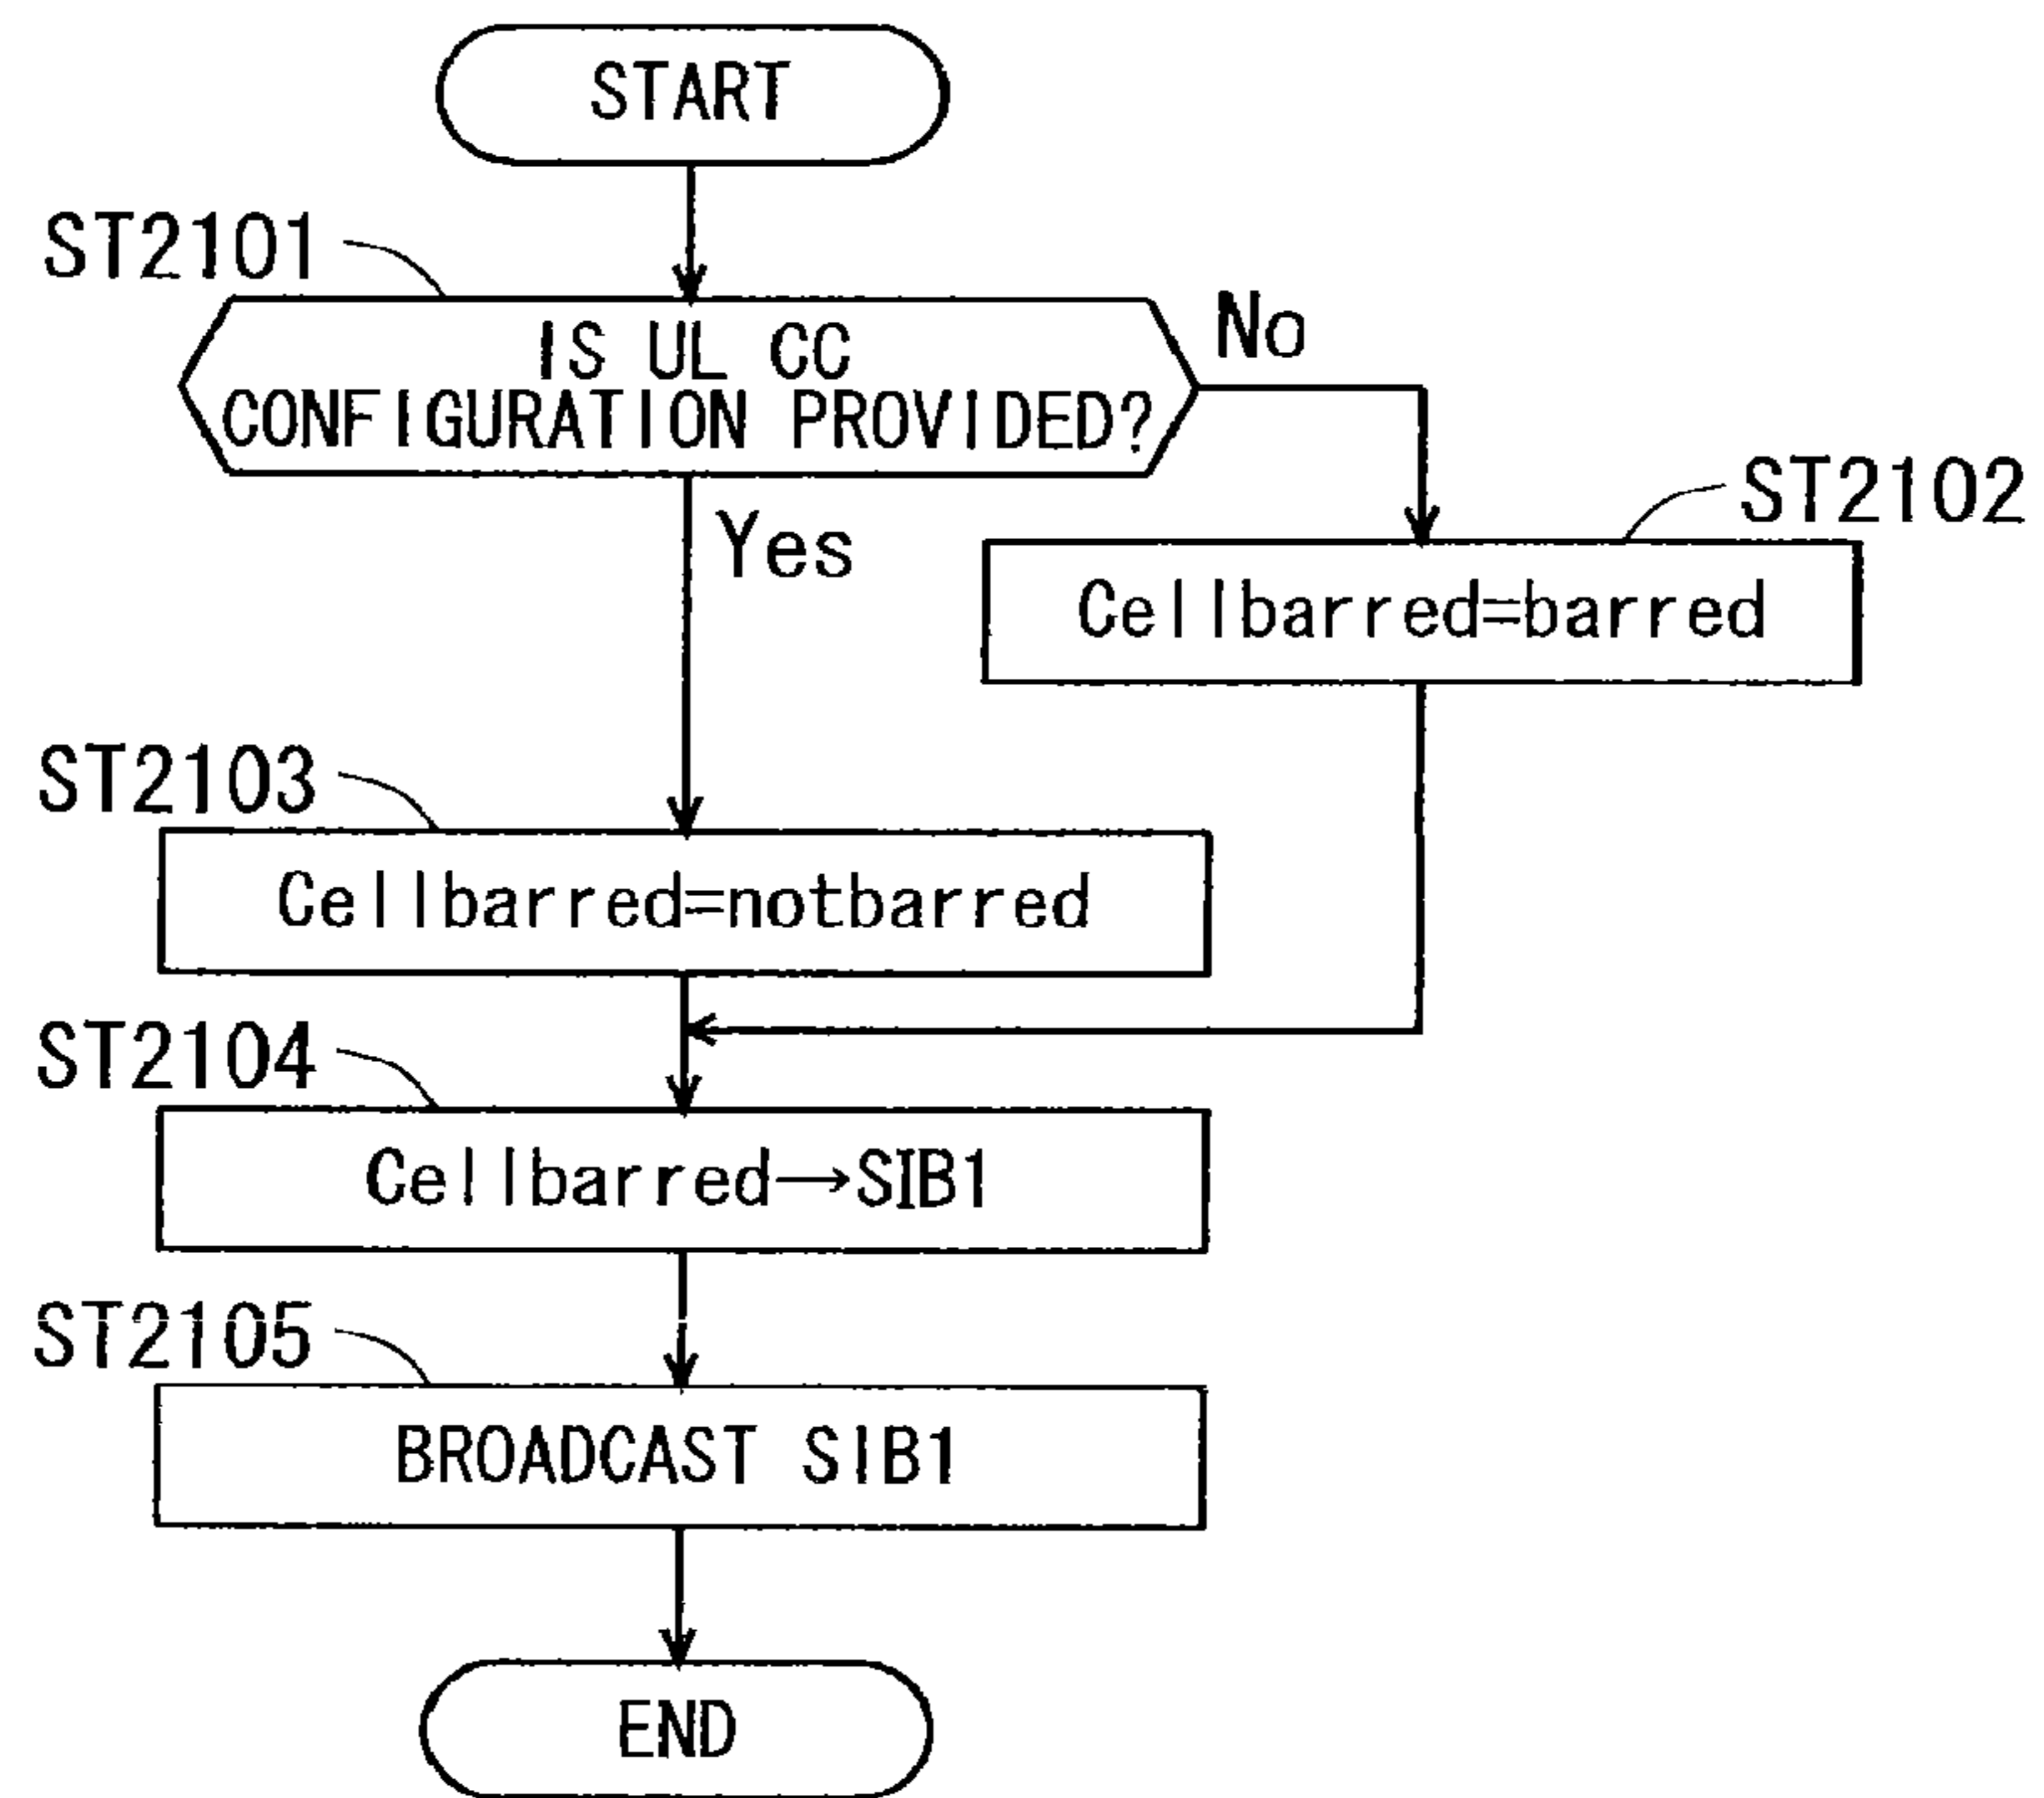 START
ST2101
IS UL CC
CONFIGURATION PROVIDED?
No
Yes
ST2102
Cellbarred=barred
ST2103
Cellbarred=notbarred
ST2104
Cellbarred→SIB1
ST2105
BROADCAST SIB1
END